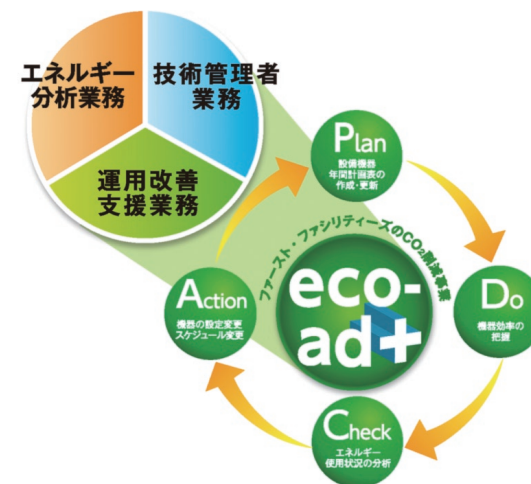 エネルギー
分析業務
技術管理者
業務
運用改善
支援業務
Plan
設備機器
年間計画表の
作成・更新
ファースト・ファシリティーズのCO₂削減事業
eco-
ad+
Do
機器効率の
把握
Check
エネルギー
使用状況の分析
Action
機器の設定変更
スケジュール変更